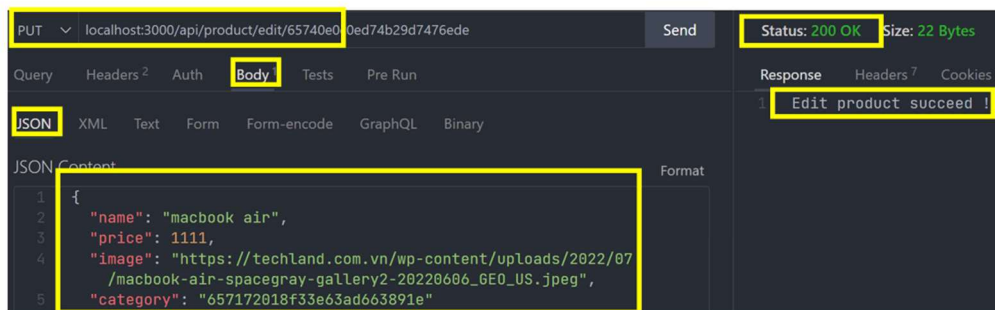 PUT localhost:3000/api/product/edit/65740e0c0ed74b29d7476ede Send
Status: 200 OK Size: 22 Bytes
Query Headers 2 Auth Body 1 Tests Pre Run
Response Headers 7 Cookies
1 Edit product succeed !
JSON XML Text Form Form-encode GraphQL Binary
JSON Content Format
1 {
2 "name": "macbook air",
3 "price": 1111,
4 "image": "https://techland.com.vn/wp-content/uploads/2022/07
/macbook-air-spacegray-gallery2-20220606_GEO_US.jpeg",
5 "category": "657172018f33e63ad663891e"